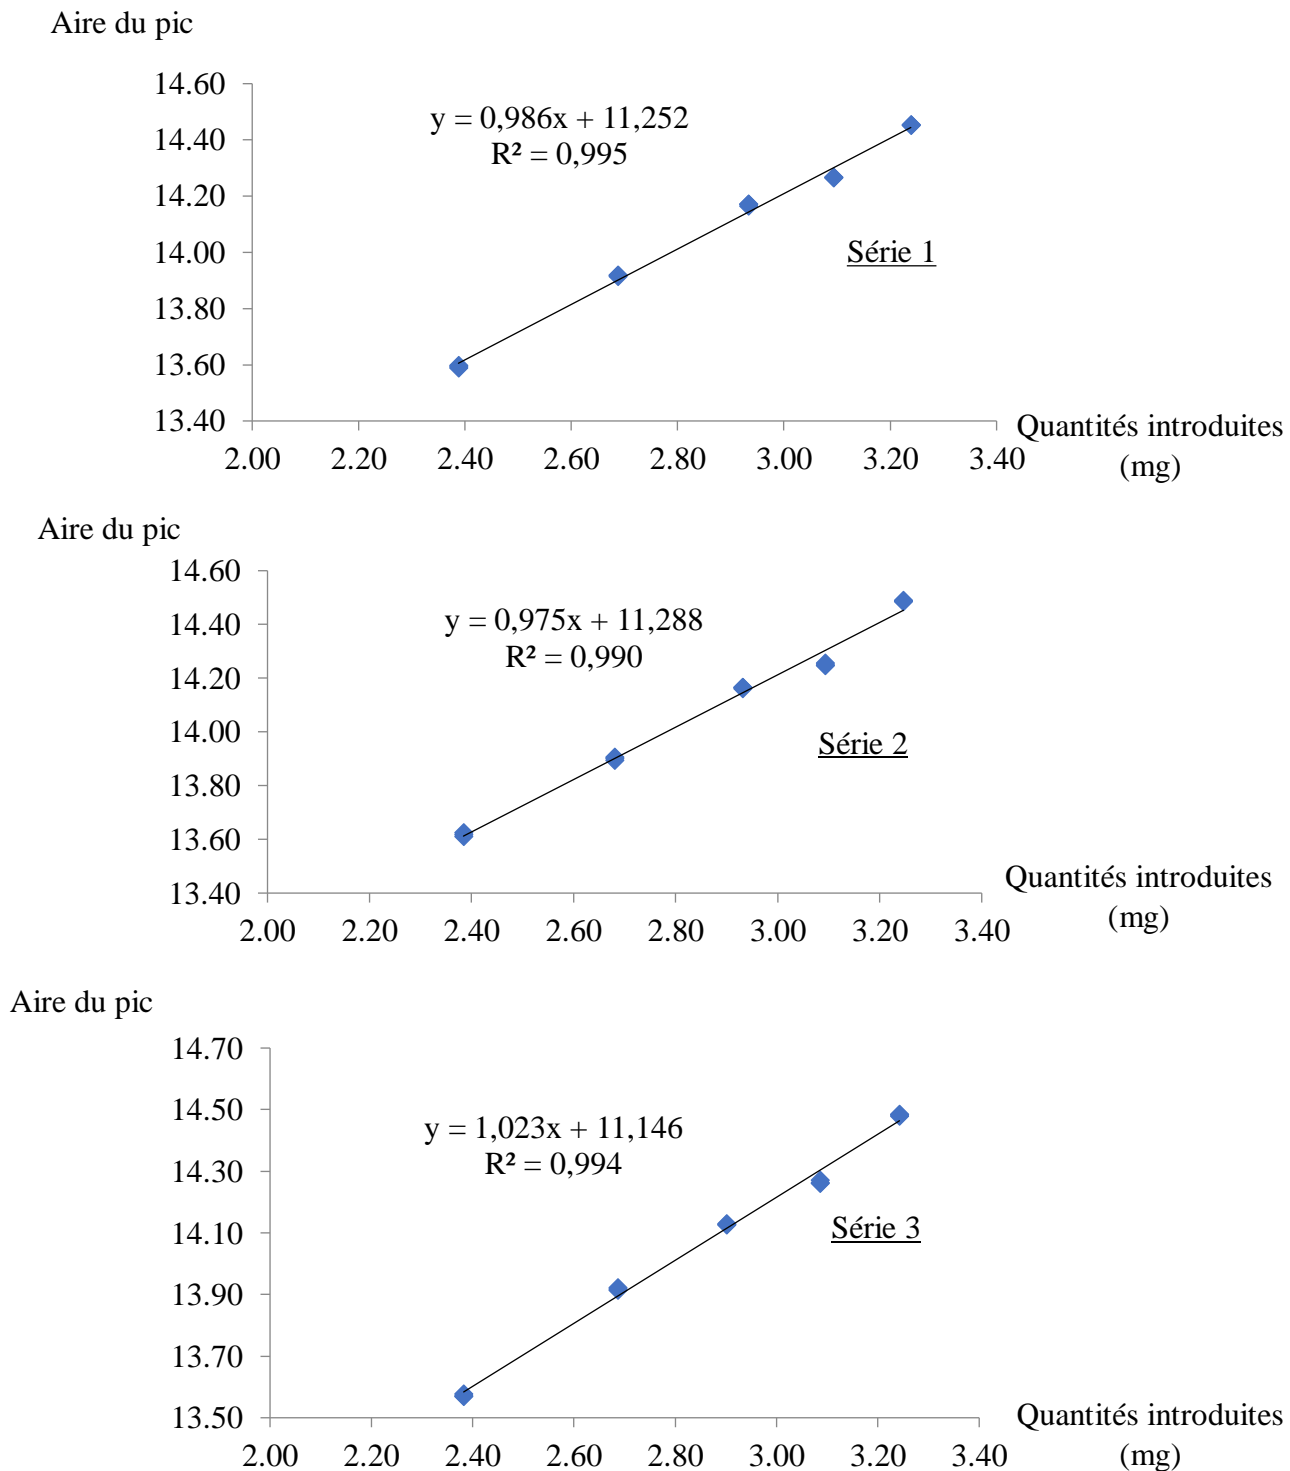 Aire du pic
14.60
14.40
14.20
14.00
13.80
13.60
13.40
y = 0,986x + 11,252
R² = 0,995
Série 1
2.00 2.20 2.40 2.60 2.80 3.00 3.20 3.40
Quantités introduites
(mg)
Aire du pic
14.60
14.40
14.20
14.00
13.80
13.60
13.40
y = 0,975x + 11,288
R² = 0,990
Série 2
2.00 2.20 2.40 2.60 2.80 3.00 3.20 3.40
Quantités introduites
(mg)
Aire du pic
14.70
14.50
14.30
14.10
13.90
13.70
13.50
y = 1,023x + 11,146
R² = 0,994
Série 3
2.00 2.20 2.40 2.60 2.80 3.00 3.20 3.40
Quantités introduites
(mg)